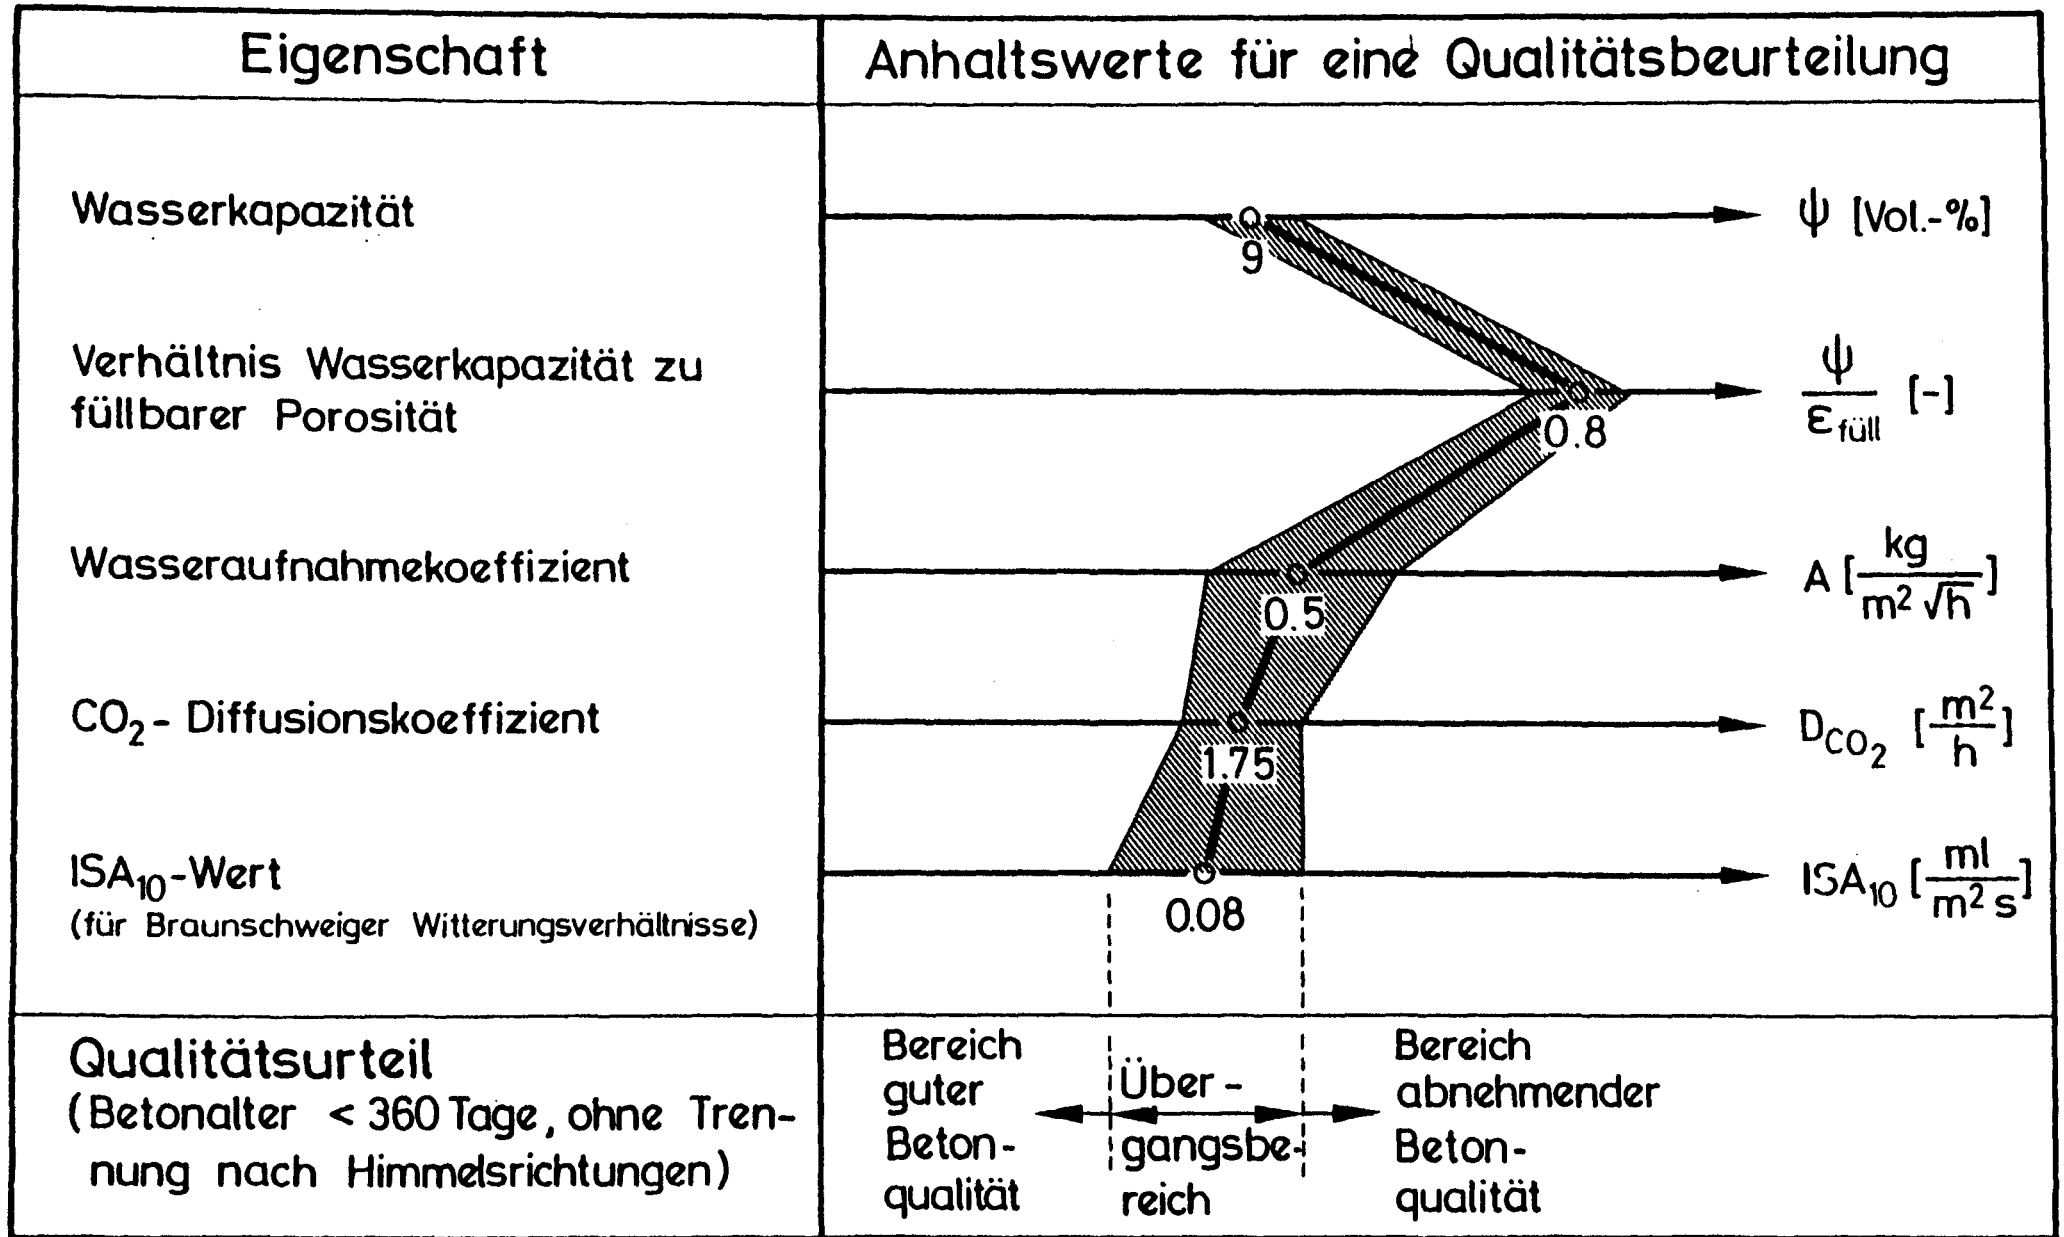 Eigenschaft
Anhaltswerte für eine Qualitätsbeurteilung
Wasserkapazität
9
ψ [Vol.-%]
Verhältnis Wasserkapazität zu
füllbarer Porosität
0.8
ψ
ε füll [-]
Wasseraufnahmekoeffizient
0.5
A [kg
m² √h]
CO₂- Diffusionskoeffizient
1.75
D CO₂ [m²
h]
ISA₁₀-Wert
(für Braunschweiger Witterungsverhältnisse)
0.08
ISA₁₀ [ml
m² s]
Qualitätsurteil
(Betonalter < 360 Tage, ohne Tren-
nung nach Himmelsrichtungen)
Bereich
guter
Beton-
qualität
Über-
gangsbe-
reich
Bereich
abnehmender
Beton-
qualität